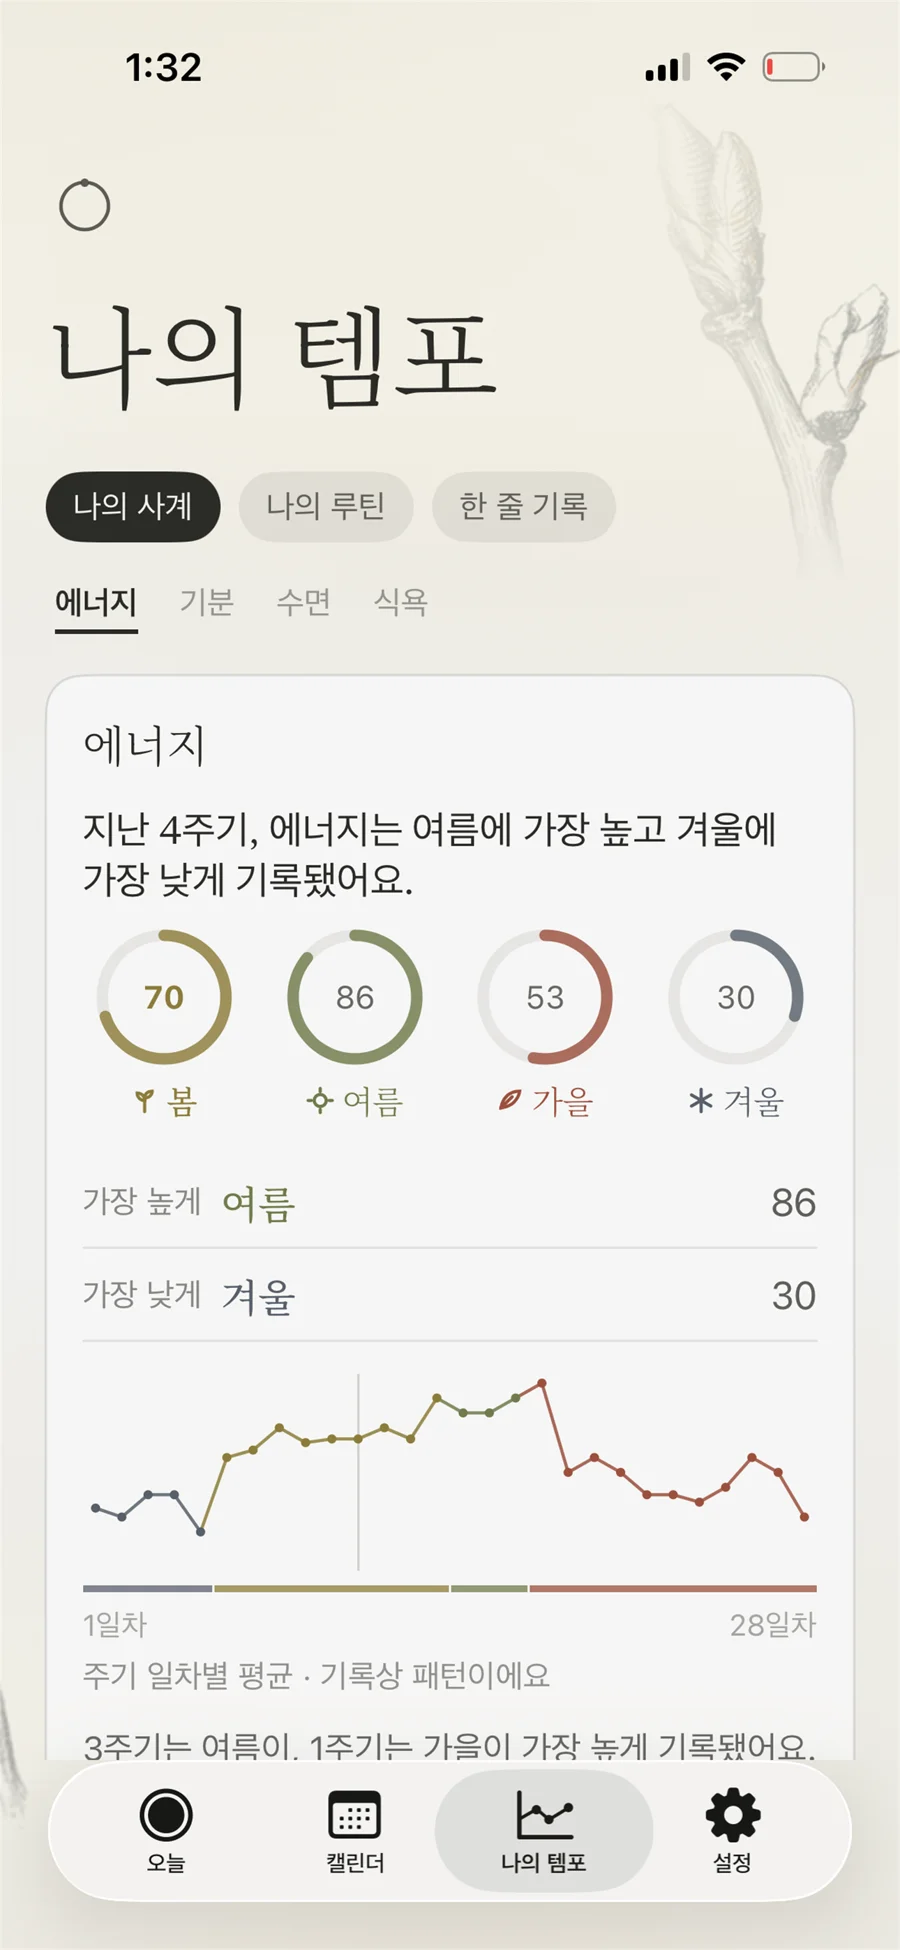 1:32
나의 템포
나의 사계 나의 루틴 한 줄 기록
에너지 기분 수면 식욕
에너지
지난 4주기, 에너지는 여름에 가장 높고 겨울에
가장 낮게 기록됐어요.
70 86 53 30
봄 여름 가을 겨울
가장 높게 여름 86
가장 낮게 겨울 30
1일차 28일차
주기 일차별 평균 · 기록상 패턴이에요
3주기는 여름이, 1주기는 가을이 가장 높게 기록됐어요.
오늘 캘린더 나의 템포 설정